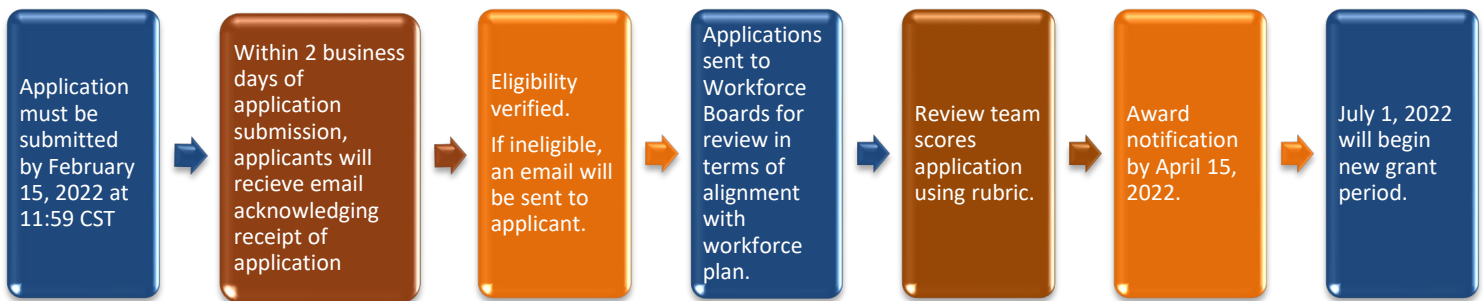 Application
must be
submitted
by February
15, 2022 at
11:59 CST
Within 2 business
days of
application
submission,
applicants will
recieve email
acknowledging
receipt of
application
Eligibility
verified.
If ineligible,
an email will
be sent to
applicant.
Applications
sent to
Workforce
Boards for
review in
terms of
alignment
with
workforce
plan.
Review team
scores
application
using rubric.
Award
notification
by April 15,
2022.
July 1, 2022
will begin
new grant
period.